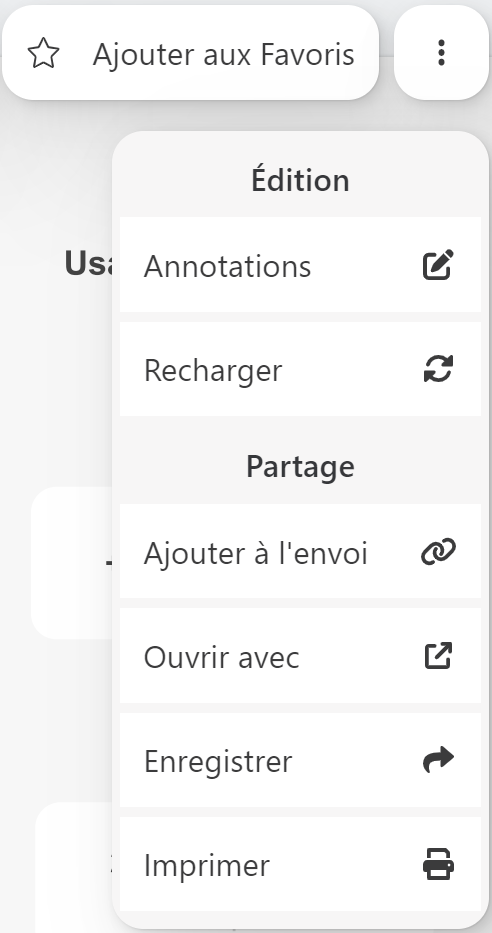 Ajouter aux Favoris
Édition
Annotations
Recharger
Partage
Ajouter à l'envoi
Ouvrir avec
Enregistrer
Imprimer